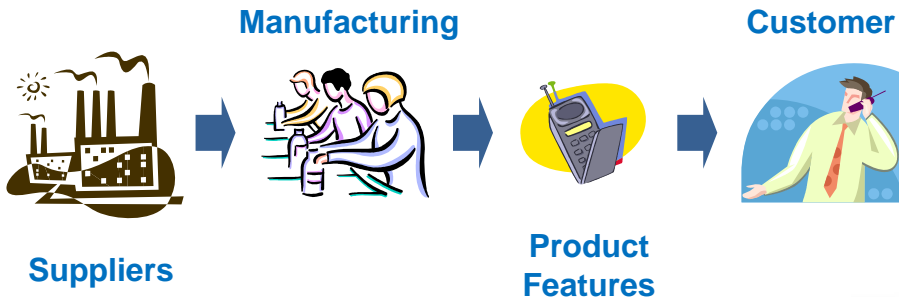 Manufacturing
Customer
Suppliers
Product
Features